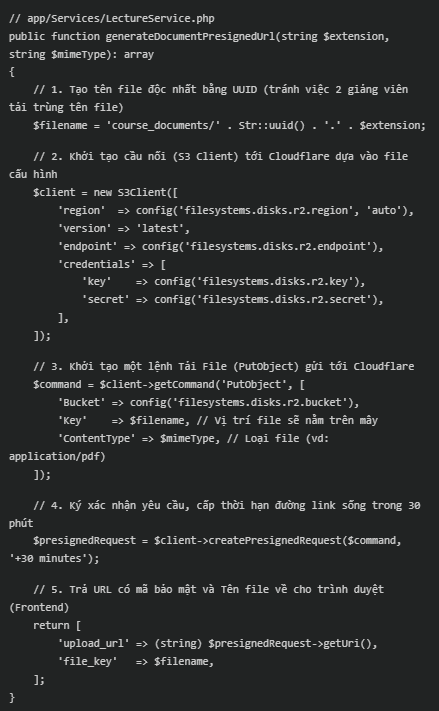 // app/Services/LectureService.php
public function generateDocumentPresignedUrl(string $extension,
string $mimeType): array
{
    // 1. Tạo tên file độc nhất bằng UUID (tránh việc 2 giảng viên
tải trùng tên file)
    $filename = 'course_documents/' . Str::uuid() . '.' . $extension;
    // 2. Khởi tạo cầu nối (S3 Client) tới Cloudflare dựa vào file
cấu hình
    $client = new S3Client([
        'region'  => config('filesystems.disks.r2.region', 'auto'),
        'version' => 'latest',
        'endpoint' => config('filesystems.disks.r2.endpoint'),
        'credentials' => [
            'key'    => config('filesystems.disks.r2.key'),
            'secret' => config('filesystems.disks.r2.secret'),
        ],
    ]);
    // 3. Khởi tạo một lệnh Tải File (PutObject) gửi tới Cloudflare
    $command = $client->getCommand('PutObject', [
        'Bucket' => config('filesystems.disks.r2.bucket'),
        'Key'    => $filename, // Vị trí file sẽ nằm trên mây
        'ContentType' => $mimeType, // Loại file (vd:
application/pdf)
    ]);
    // 4. Ký xác nhận yêu cầu, cấp thời hạn đường link sống trong 30
phút
    $presignedRequest = $client->createPresignedRequest($command,
'+30 minutes');
    // 5. Trả URL có mã bảo mật và Tên file về cho trình duyệt
(Frontend)
    return [
        'upload_url' => (string) $presignedRequest->getUri(),
        'file_key'   => $filename,
    ];
}